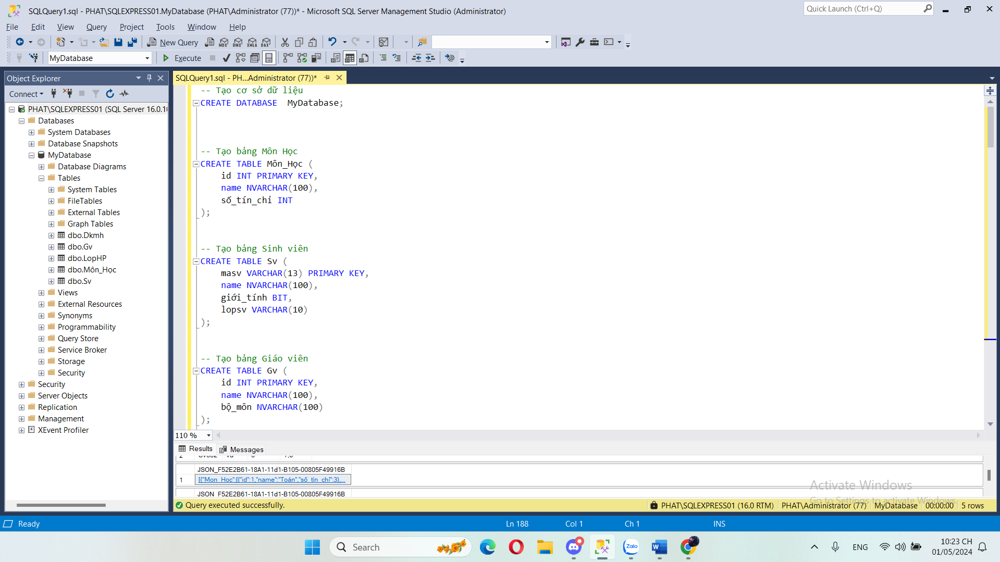 SQLQuery1.sql - PHAT\SQLEXPRESS01.MyDatabase (PHAT\Administrator (77))* - Microsoft SQL Server Management Studio (Administrator)
Quick Launch (Ctrl+Q)
File Edit View Query Project Tools Window Help
New Query MDX DMX XMLA DAX
MyDatabase Execute
Object Explorer
Connect
PHAT\SQLEXPRESS01 (SQL Server 16.0.10
Databases
System Databases
Database Snapshots
MyDatabase
Database Diagrams
Tables
System Tables
FileTables
External Tables
Graph Tables
dbo.Dkmh
dbo.Gv
dbo.LopHP
dbo.Môn_Học
dbo.Sv
Views
External Resources
Synonyms
Programmability
Query Store
Service Broker
Storage
Security
Security
Server Objects
Replication
Management
XEvent Profiler
SQLQuery1.sql - PH...Administrator (77))*
-- Tạo cơ sở dữ liệu
CREATE DATABASE  MyDatabase;
-- Tạo bảng Môn Học
CREATE TABLE Môn_Học (
id INT PRIMARY KEY,
name NVARCHAR(100),
số_tín_chỉ INT
);
-- Tạo bảng Sinh viên
CREATE TABLE Sv (
masv VARCHAR(13) PRIMARY KEY,
name NVARCHAR(100),
giới_tính BIT,
lopsv VARCHAR(10)
);
-- Tạo bảng Giáo viên
CREATE TABLE Gv (
id INT PRIMARY KEY,
name NVARCHAR(100),
bộ_môn NVARCHAR(100)
);
110 %
Results Messages
JSON_F52E2B61-18A1-11d1-B105-00805F49916B
1 [{"Mon_Hoc":[{"id":1,"name":"Toán","số_tín_chỉ":3},...
JSON_F52E2B61-18A1-11d1-B105-00805F49916B
Activate Windows
Go to Settings to activate Windows.
Query executed successfully. PHAT\SQLEXPRESS01 (16.0 RTM) PHAT\Administrator (77) MyDatabase 00:00:00 5 rows
Ready Ln 188 Col 1 Ch 1 INS
Search Zalo ENG 10:23 CH
01/05/2024